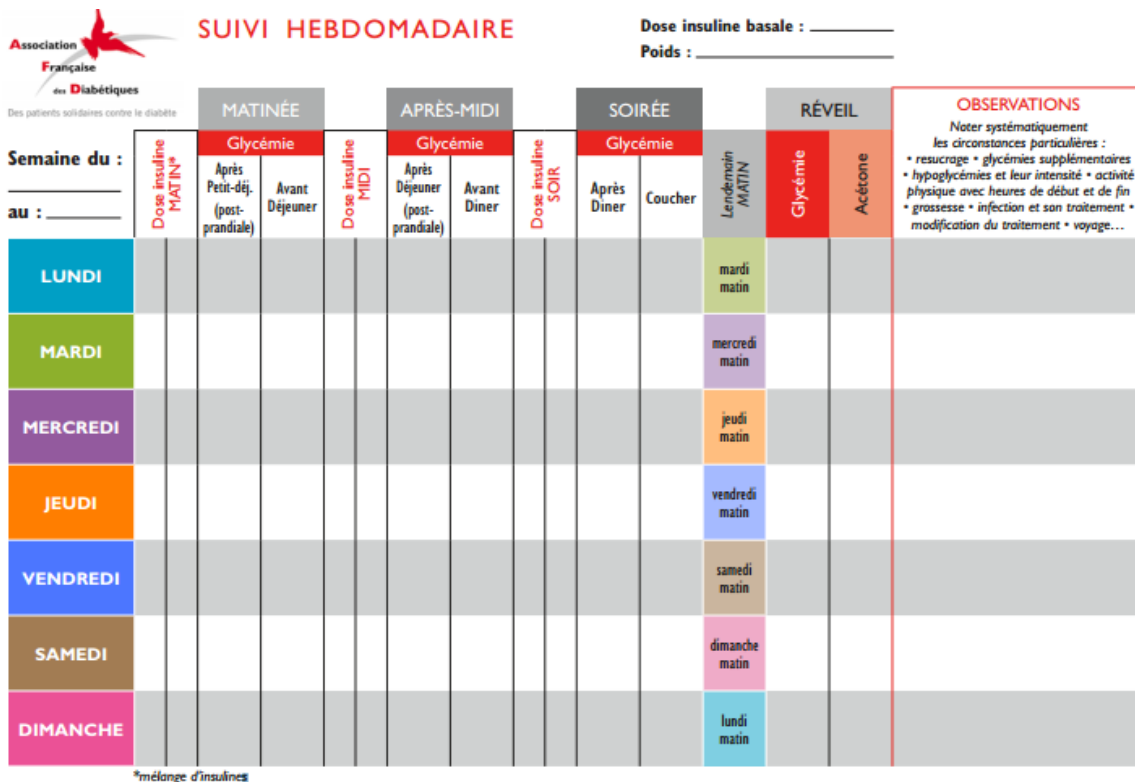 Association
Française
des Diabétiques
Des patients solidaires contre le diabète
SUIVI HEBDOMADAIRE
Dose insuline basale : ________
Poids : ________
Semaine du :
________
au : ________
Dose insuline
MATIN*
MATINÉE
Glycémie
Après
Petit-déj.
(post-
prandiale)
Avant
Déjeuner
Dose insuline
MIDI
APRÈS-MIDI
Glycémie
Après
Déjeuner
(post-
prandiale)
Avant
Diner
Dose insuline
SOIR
SOIRÉE
Glycémie
Après
Diner
Coucher
Lendemain
MATIN
RÉVEIL
Glycémie
Acétone
OBSERVATIONS
Noter systématiquement
les circonstances particulières :
• resucrage • glycémies supplémentaires
• hypoglycémies et leur intensité • activité
physique avec heures de début et de fin
• grossesse • infection et son traitement •
modification du traitement • voyage…
LUNDI
mardi
matin
MARDI
mercredi
matin
MERCREDI
jeudi
matin
JEUDI
vendredi
matin
VENDREDI
samedi
matin
SAMEDI
dimanche
matin
DIMANCHE
lundi
matin
*mélange d'insulines